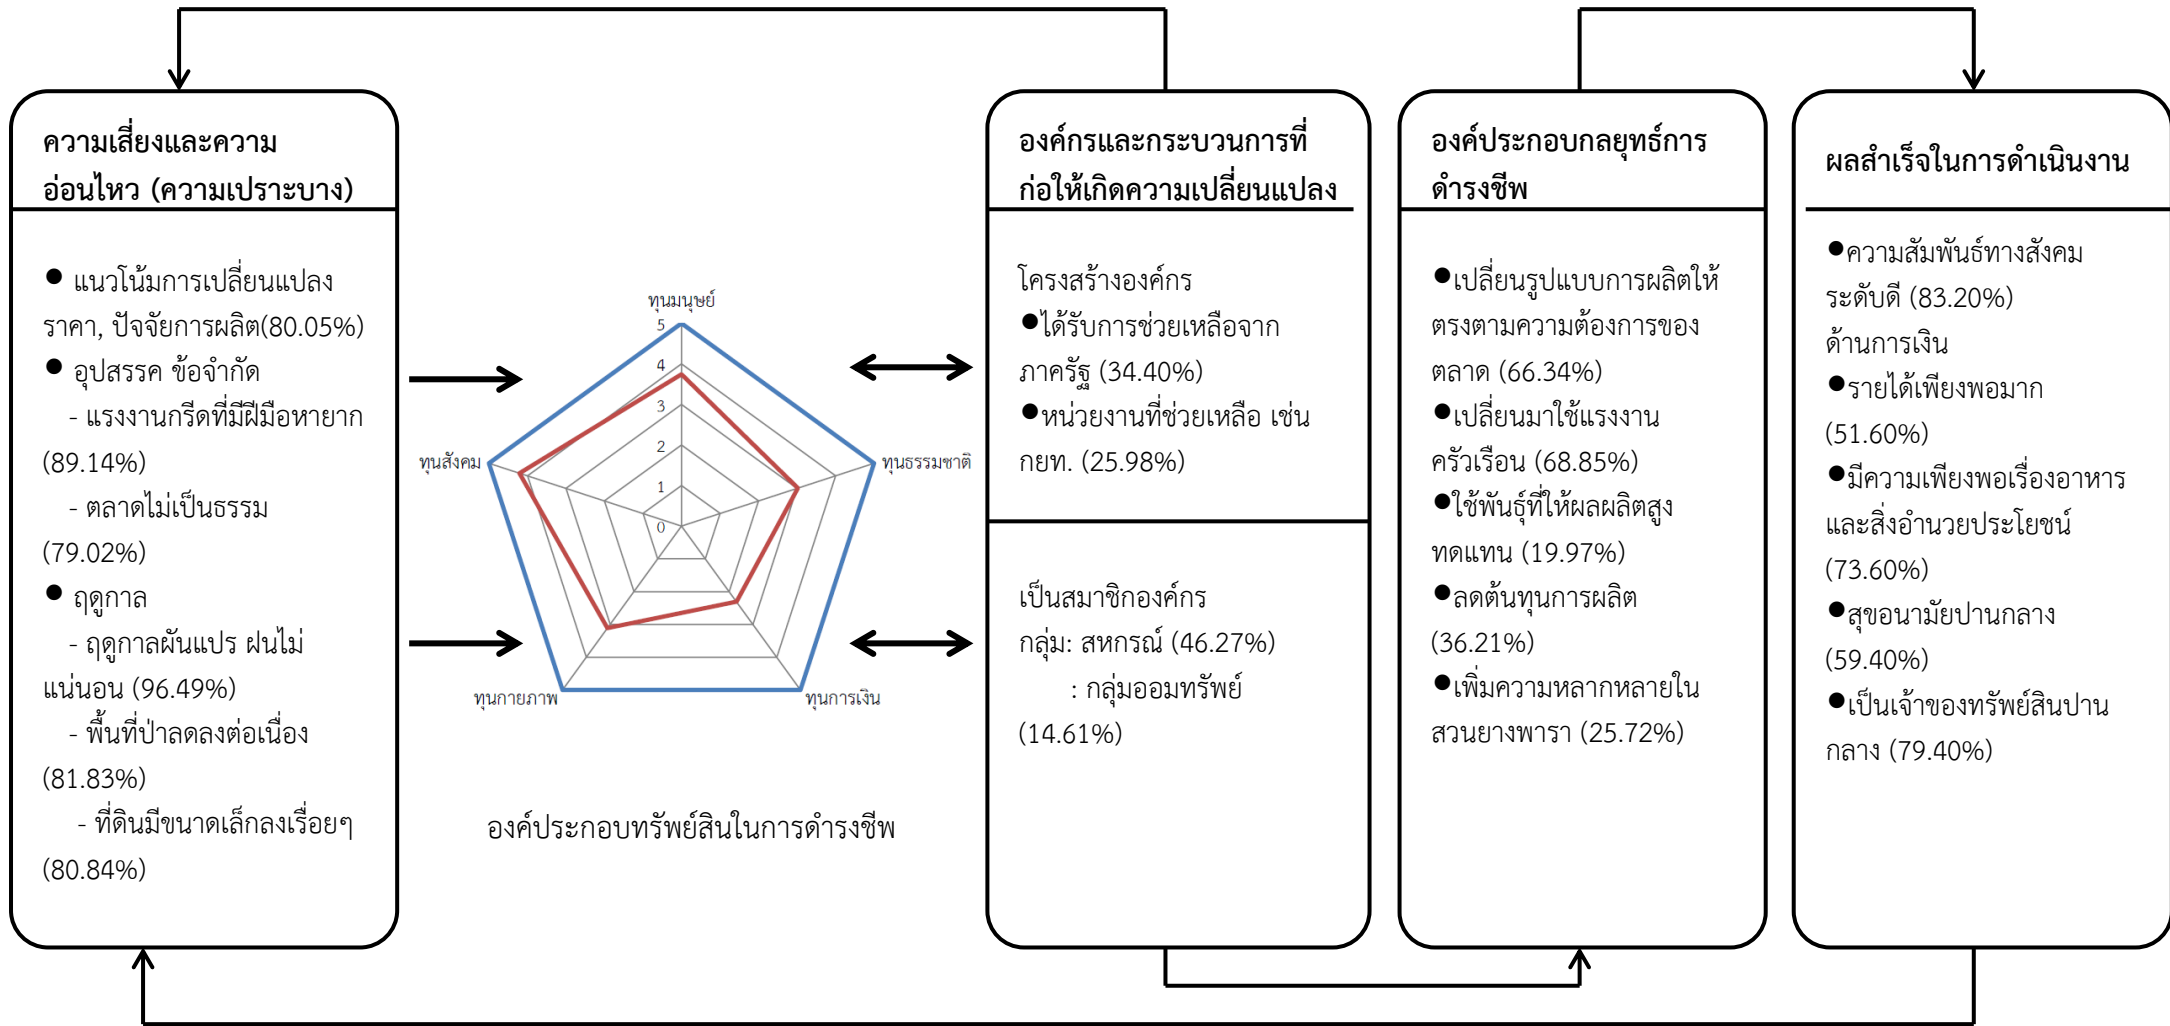 ความเสี่ยงและความ
อ่อนไหว (ความเปราะบาง)
● แนวโน้มการเปลี่ยนแปลง
ราคา, ปัจจัยการผลิต(80.05%)
● อุปสรรค ข้อจำกัด
- แรงงานกรีดที่มีฝีมือหายาก
(89.14%)
- ตลาดไม่เป็นธรรม
(79.02%)
● ฤดูกาล
- ฤดูกาลผันแปร ฝนไม่
แน่นอน (96.49%)
- พื้นที่ป่าลดลงต่อเนื่อง
(81.83%)
- ที่ดินมีขนาดเล็กลงเรื่อยๆ
(80.84%)
ทุนมนุษย์
5
4
3
2
1
0
ทุนสังคม
ทุนธรรมชาติ
ทุนกายภาพ
ทุนการเงิน
องค์ประกอบทรัพย์สินในการดำรงชีพ
องค์กรและกระบวนการที่
ก่อให้เกิดความเปลี่ยนแปลง
โครงสร้างองค์กร
●ได้รับการช่วยเหลือจาก
ภาครัฐ (34.40%)
●หน่วยงานที่ช่วยเหลือ เช่น
กยท. (25.98%)
เป็นสมาชิกองค์กร
กลุ่ม: สหกรณ์ (46.27%)
: กลุ่มออมทรัพย์
(14.61%)
องค์ประกอบกลยุทธ์การ
ดำรงชีพ
●เปลี่ยนรูปแบบการผลิตให้
ตรงตามความต้องการของ
ตลาด (66.34%)
●เปลี่ยนมาใช้แรงงาน
ครัวเรือน (68.85%)
●ใช้พันธุ์ที่ให้ผลผลิตสูง
ทดแทน (19.97%)
●ลดต้นทุนการผลิต
(36.21%)
●เพิ่มความหลากหลายใน
สวนยางพารา (25.72%)
ผลสำเร็จในการดำเนินงาน
●ความสัมพันธ์ทางสังคม
ระดับดี (83.20%)
ด้านการเงิน
●รายได้เพียงพอมาก
(51.60%)
●มีความเพียงพอเรื่องอาหาร
และสิ่งอำนวยประโยชน์
(73.60%)
●สุขอนามัยปานกลาง
(59.40%)
●เป็นเจ้าของทรัพย์สินปาน
กลาง (79.40%)